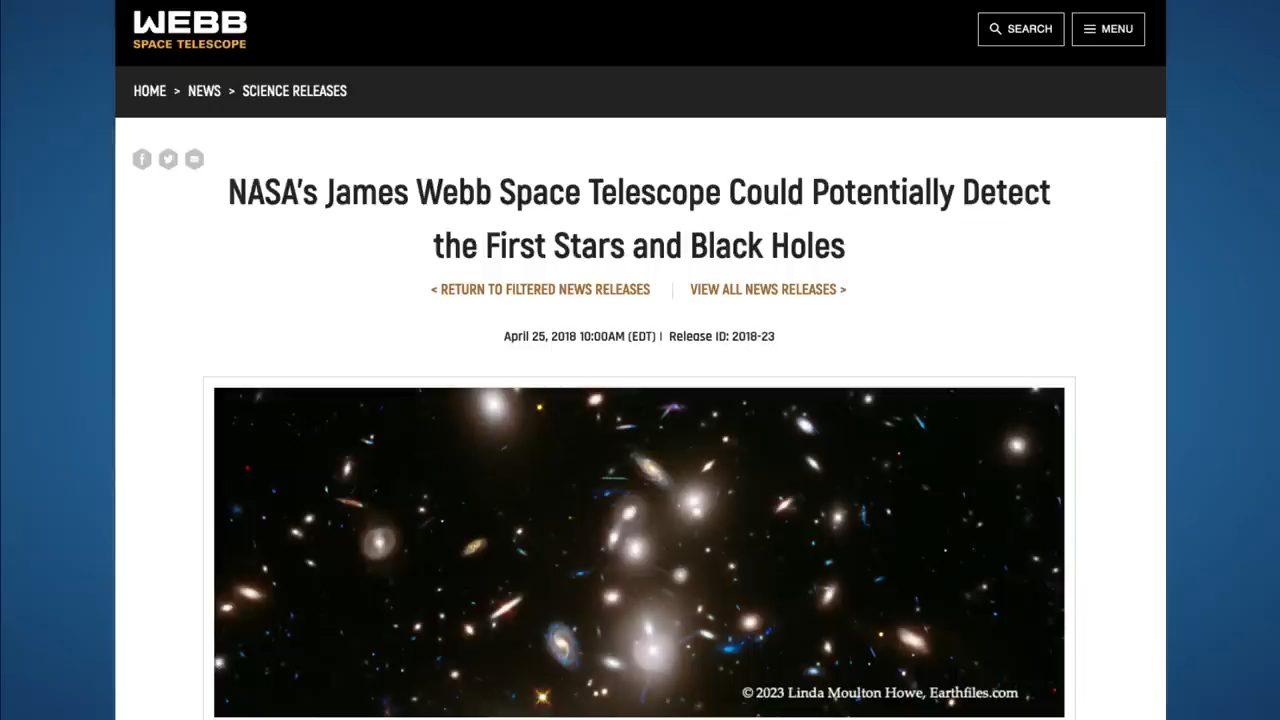 WEBB
SPACE TELESCOPE
SEARCH
MENU
HOME > NEWS > SCIENCE RELEASES
NASA's James Webb Space Telescope Could Potentially Detect
the First Stars and Black Holes
< RETURN TO FILTERED NEWS RELEASES
VIEW ALL NEWS RELEASES >
April 25, 2018 10:00AM (EDT) | Release ID: 2018-23
© 2023 Linda Moulton Howe, Earthfiles.com